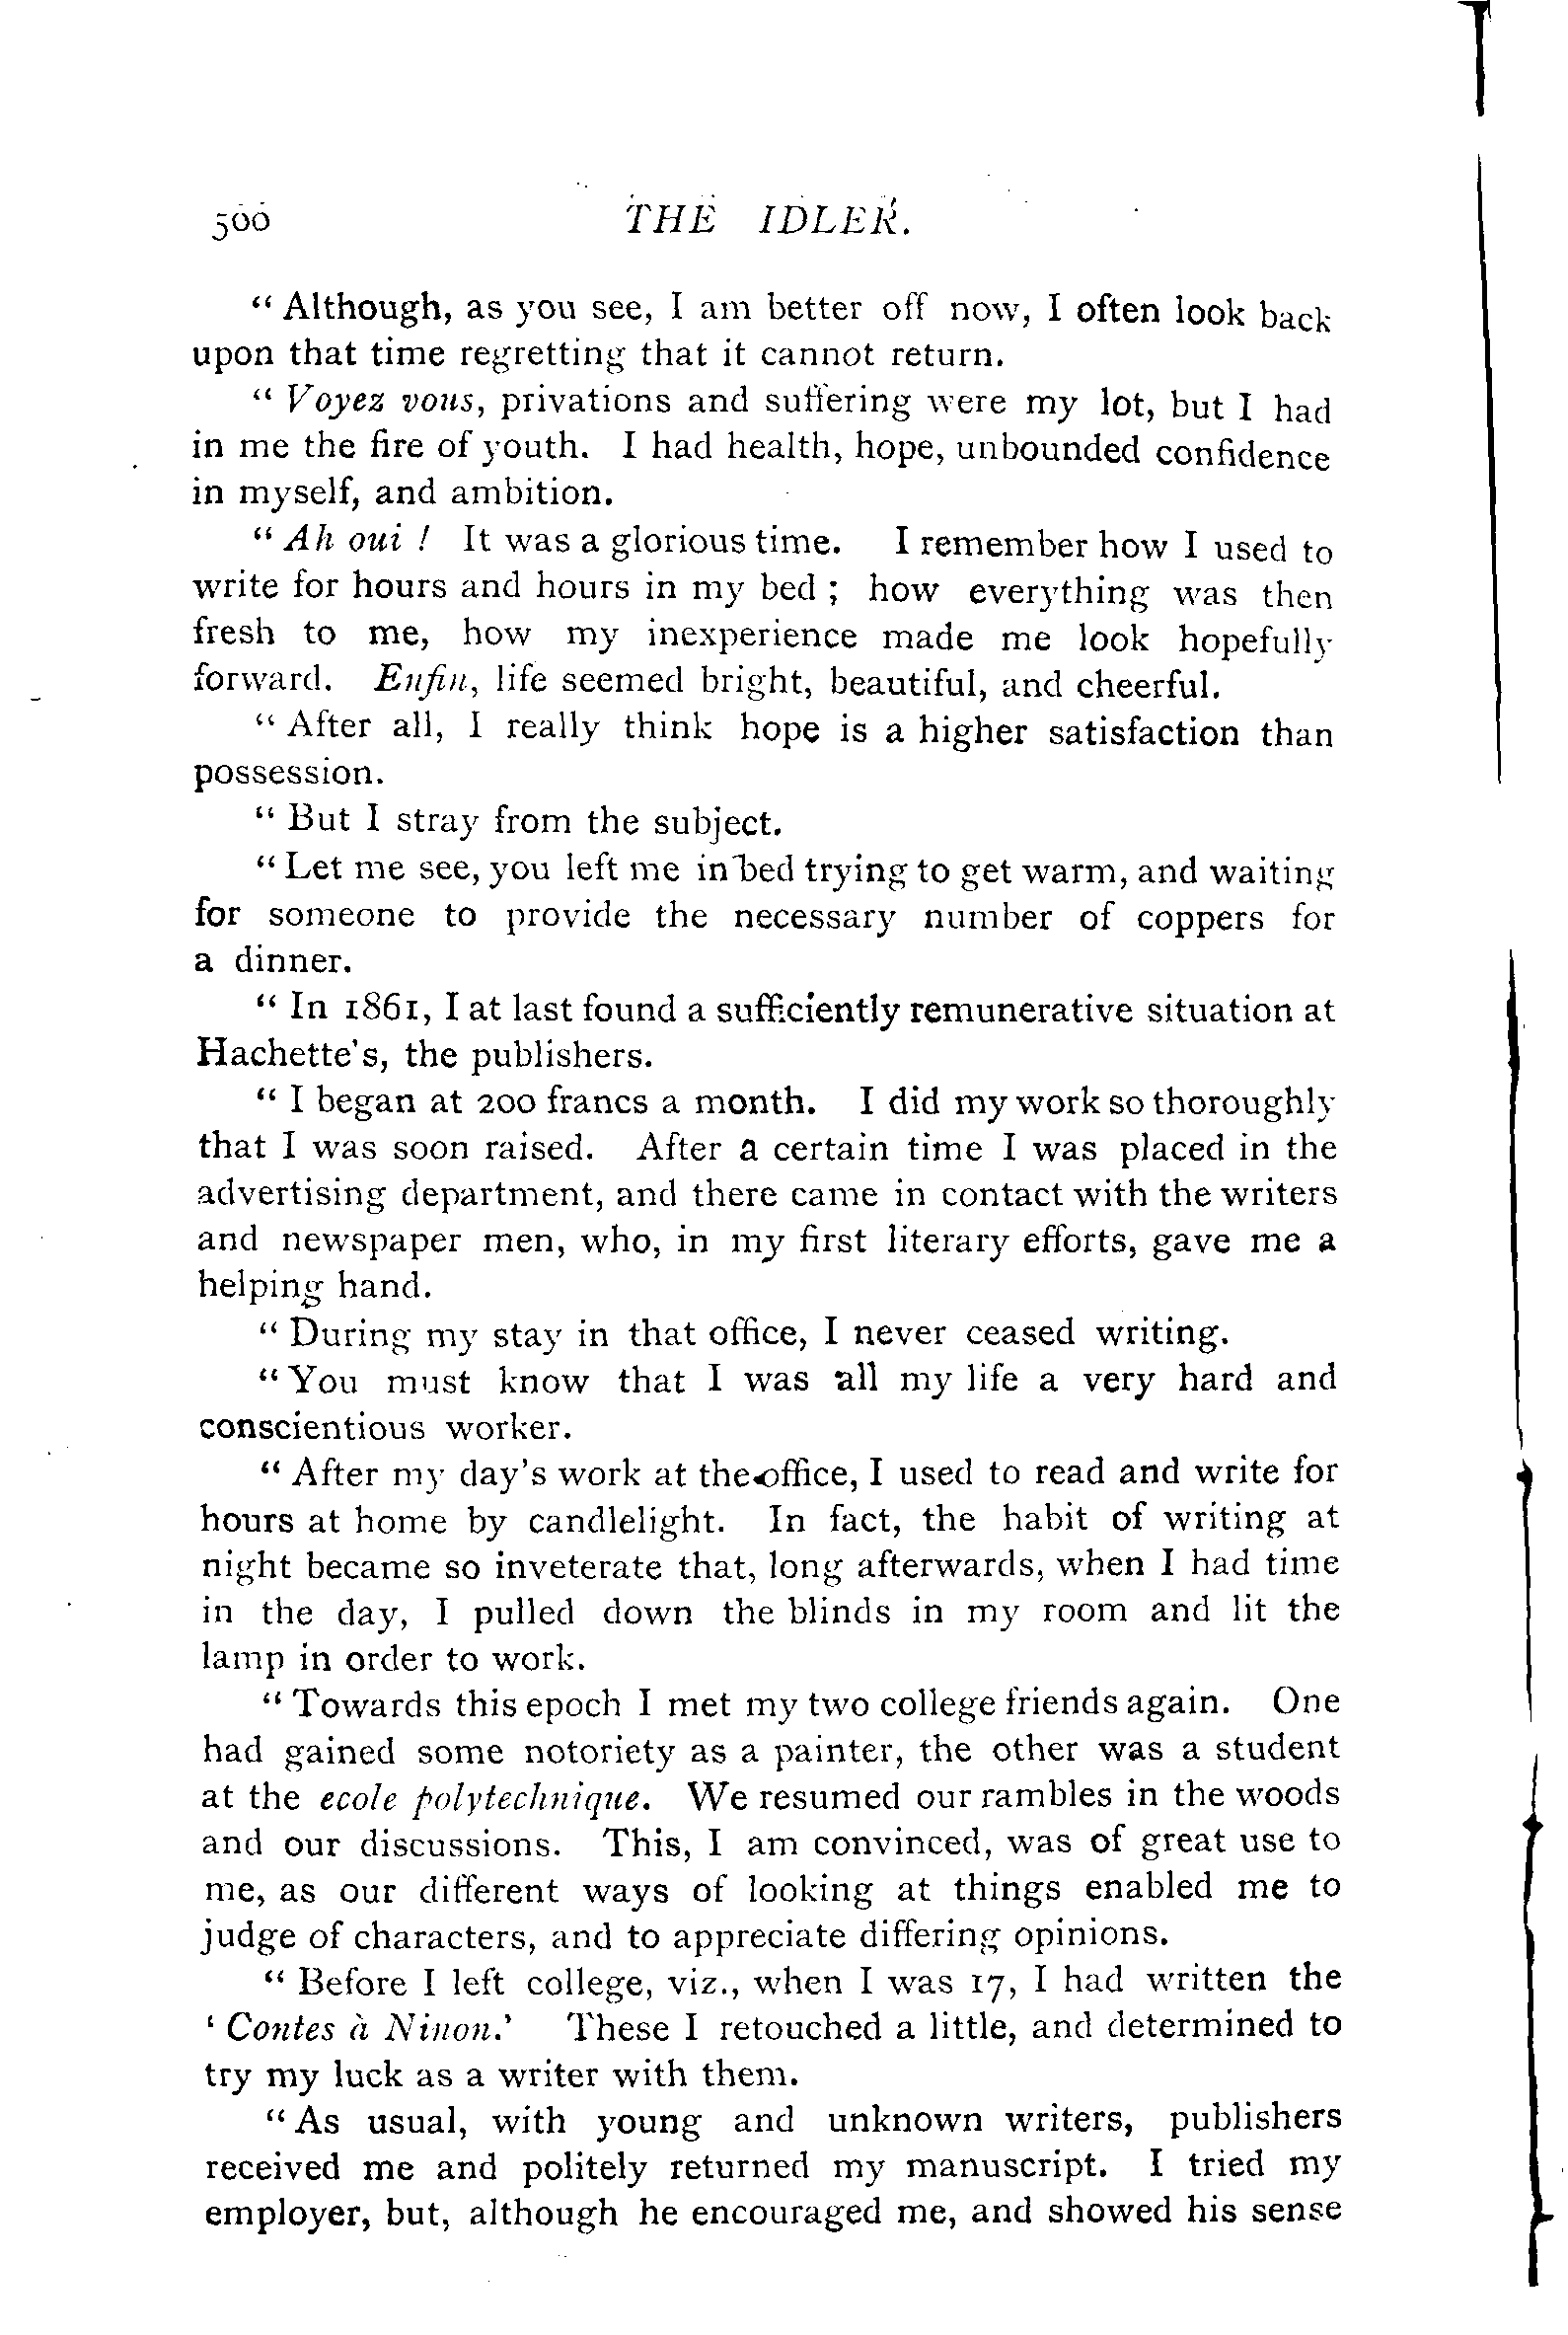 500 THE IDLER.
“ Although, as you see, I am better off now, I often look back
upon that time regretting that it cannot return.
“ Voyez vous, privations and suffering were my lot, but I had
in me the fire of youth. I had health, hope, unbounded confidence
in myself, and ambition.
“ Ah oui ! It was a glorious time. I remember how I used to
write for hours and hours in my bed ; how everything was then
fresh to me, how my inexperience made me look hopefully
forward. Enfin, life seemed bright, beautiful, and cheerful.
“ After all, I really think hope is a higher satisfaction than
possession.
“ But I stray from the subject.
“ Let me see, you left me in bed trying to get warm, and waiting
for someone to provide the necessary number of coppers for
a dinner.
“ In 1861, I at last found a sufficiently remunerative situation at
Hachette's, the publishers.
“ I began at 200 francs a month. I did my work so thoroughly
that I was soon raised. After a certain time I was placed in the
advertising department, and there came in contact with the writers
and newspaper men, who, in my first literary efforts, gave me a
helping hand.
“ During my stay in that office, I never ceased writing.
“ You must know that I was all my life a very hard and
conscientious worker.
“ After my day's work at the office, I used to read and write for
hours at home by candlelight. In fact, the habit of writing at
night became so inveterate that, long afterwards, when I had time
in the day, I pulled down the blinds in my room and lit the
lamp in order to work.
“ Towards this epoch I met my two college friends again. One
had gained some notoriety as a painter, the other was a student
at the ecole polytechnique. We resumed our rambles in the woods
and our discussions. This, I am convinced, was of great use to
me, as our different ways of looking at things enabled me to
judge of characters, and to appreciate differing opinions.
“ Before I left college, viz., when I was 17, I had written the
‘ Contes à Ninon.’ These I retouched a little, and determined to
try my luck as a writer with them.
“ As usual, with young and unknown writers, publishers
received me and politely returned my manuscript. I tried my
employer, but, although he encouraged me, and showed his sense